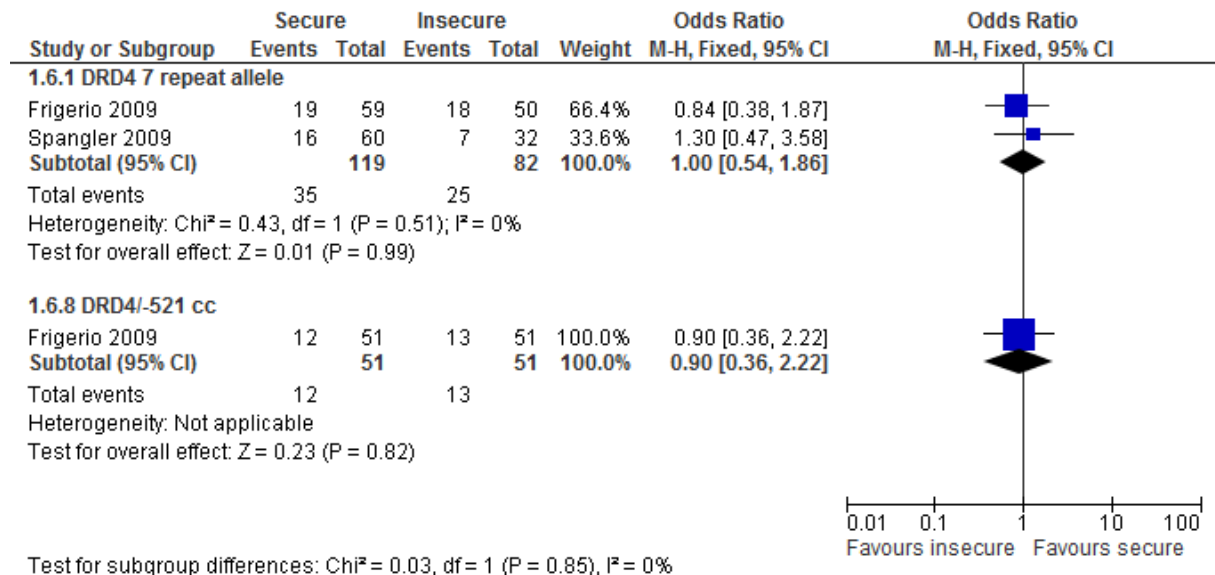 Secure Insecure Odds Ratio Odds Ratio
Study or Subgroup Events Total Events Total Weight M-H, Fixed, 95% CI M-H, Fixed, 95% CI
1.6.1 DRD4 7 repeat allele
Frigerio 2009 19 59 18 50 66.4% 0.84 [0.38, 1.87]
Spangler 2009 16 60 7 32 33.6% 1.30 [0.47, 3.58]
Subtotal (95% CI) 119 82 100.0% 1.00 [0.54, 1.86]
Total events 35 25
Heterogeneity: Chi² = 0.43, df = 1 (P = 0.51); I² = 0%
Test for overall effect: Z = 0.01 (P = 0.99)
1.6.8 DRD4/-521 cc
Frigerio 2009 12 51 13 51 100.0% 0.90 [0.36, 2.22]
Subtotal (95% CI) 51 51 100.0% 0.90 [0.36, 2.22]
Total events 12 13
Heterogeneity: Not applicable
Test for overall effect: Z = 0.23 (P = 0.82)
0.01 0.1 1 10 100
Favours insecure Favours secure
Test for subgroup differences: Chi² = 0.03, df = 1 (P = 0.85), I² = 0%